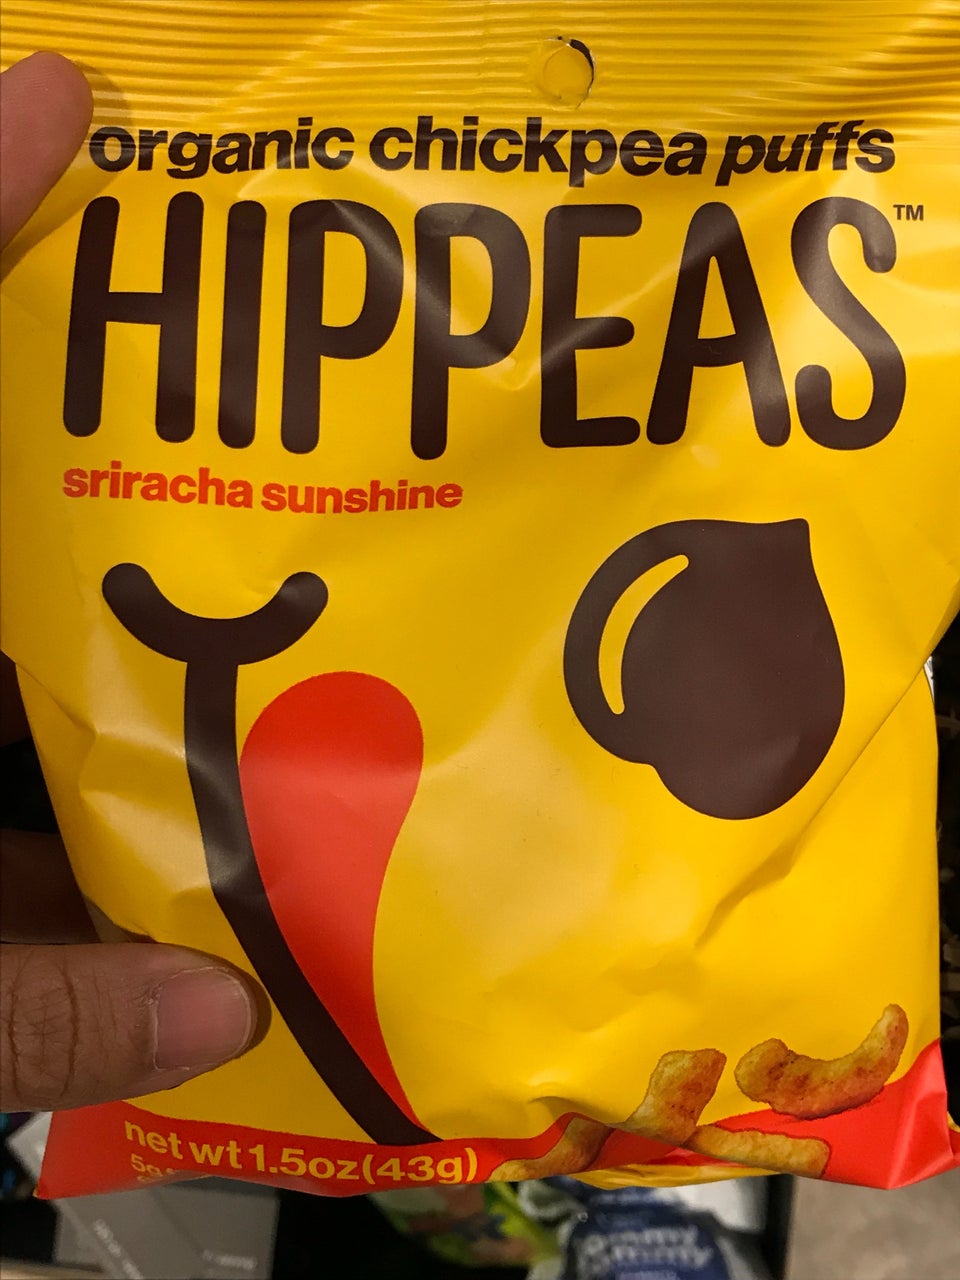 organic chickpea puffs
HIPPEAS™
sriracha sunshine
net wt 1.5oz(43g)